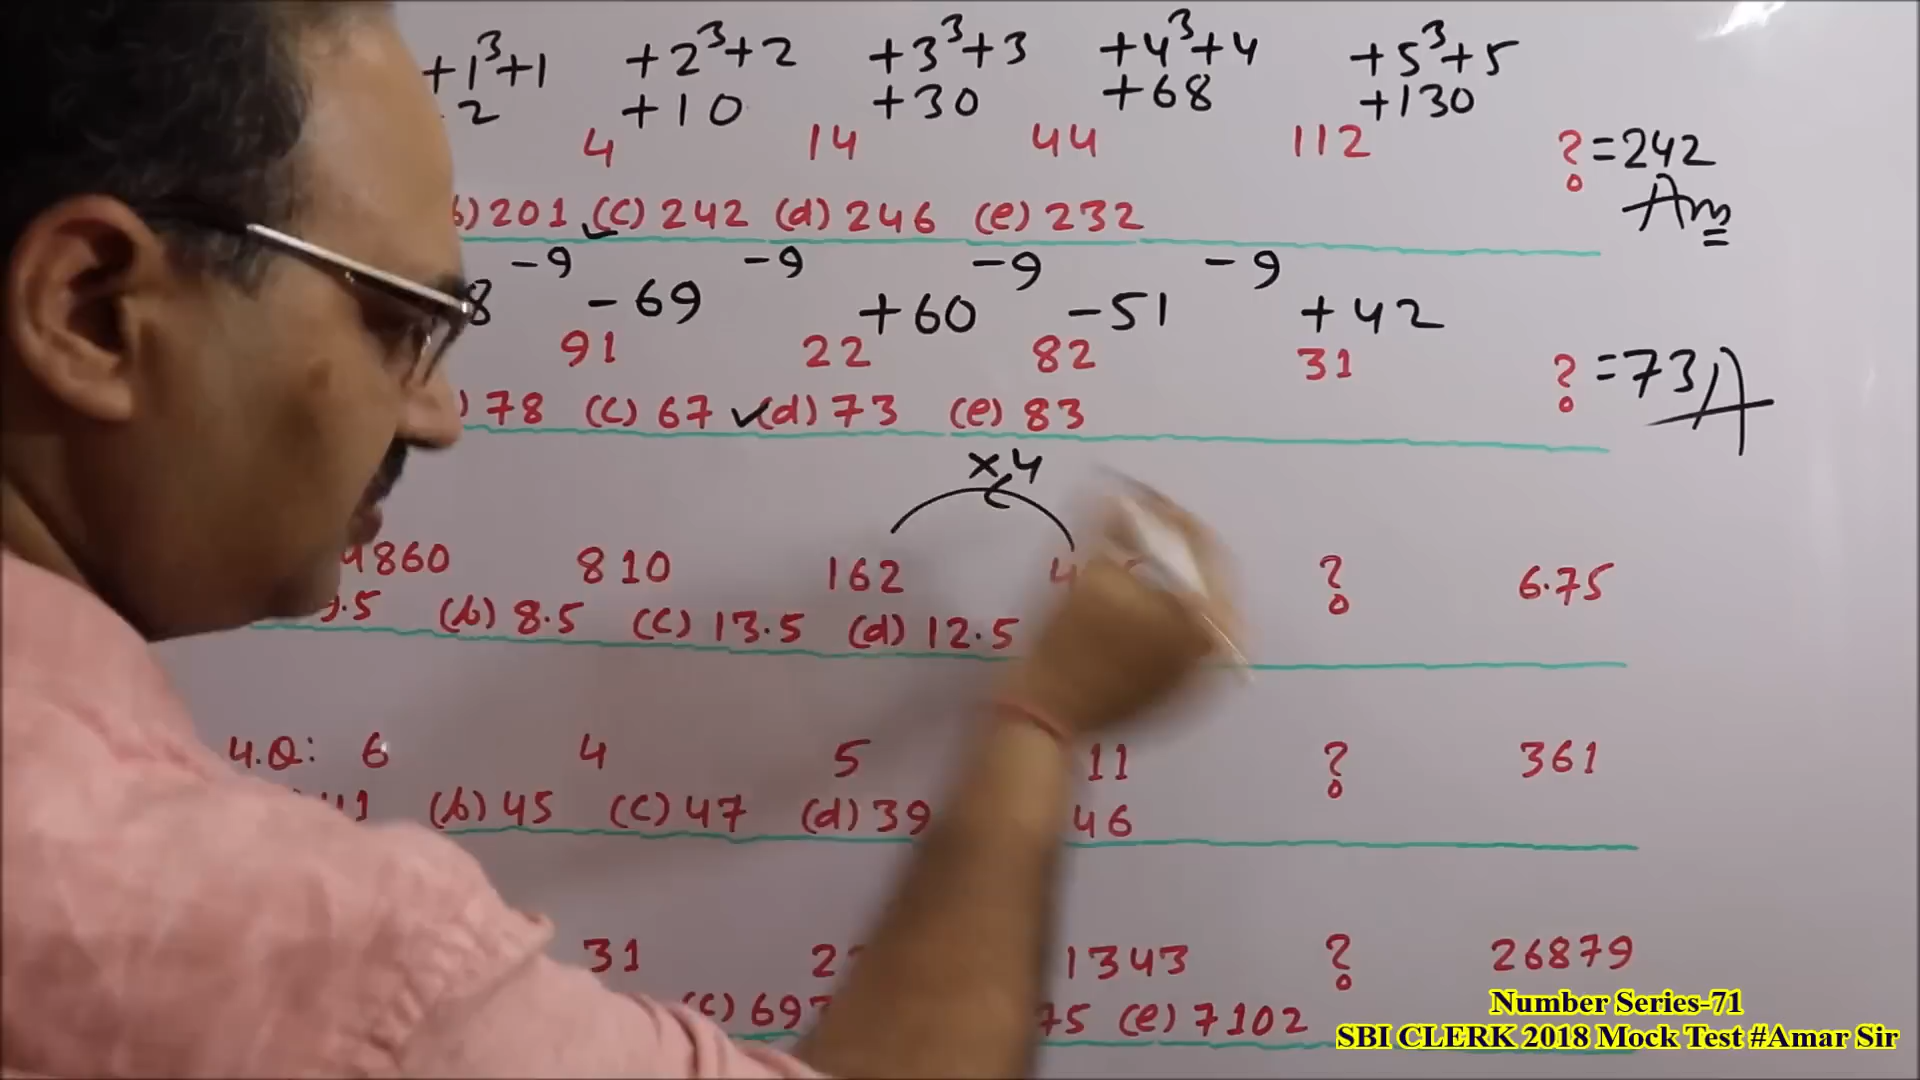 +1³+1 +2³+2 +3³+3 +4³+4 +5³+5
2 +10 +30 +68 +130
4 14 44 112 ? =242
Ans
201 (c) 242 (d) 246 (e) 232
-9 -9 -9 -9
8 -69 +60 -51 +42
91 22 82 31 ? =73 A
) 78 (c) 67 ✓(d) 73 (e) 83
×4
4860 810 162 ? 6.75
.5 (b) 8.5 (c) 13.5 (d) 12.5
4.Q: 6 4 5 11 ? 361
41 (b) 45 (c) 47 (d) 39 46
31 1343 ? 26879
(c) 75 (e) 7102
Number Series-71
SBI CLERK 2018 Mock Test #Amar Sir